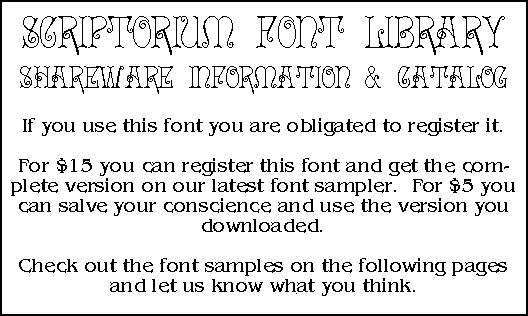 SCRIPTORIUM FONT LIBRARY
SHAREWARE INFORMATION & CATALOG
If you use this font you are obligated to register it.
For $15 you can register this font and get the com-
plete version on our latest font sampler. For $5 you
can salve your conscience and use the version you
downloaded.
Check out the font samples on the following pages
and let us know what you think.